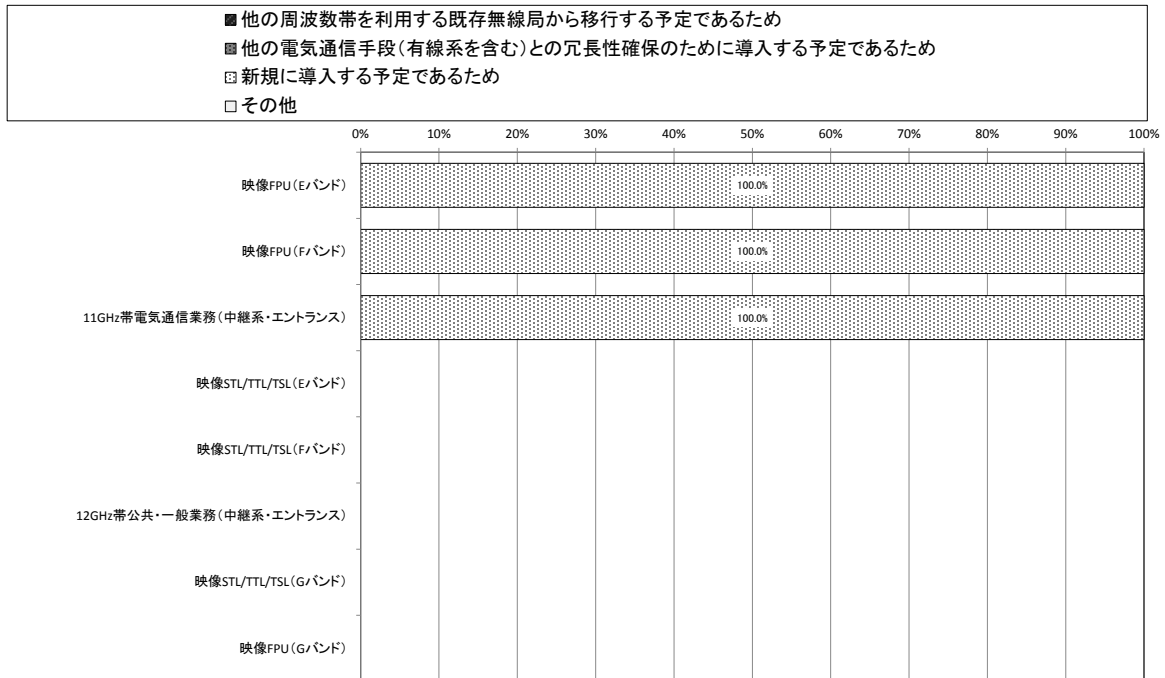 ■他の周波数帯を利用する既存無線局から移行する予定であるため
■他の電気通信手段(有線系を含む)との冗長性確保のために導入する予定であるため
□新規に導入する予定であるため
□その他
0% 10% 20% 30% 40% 50% 60% 70% 80% 90% 100%
映像FPU(Eバンド) 100.0%
映像FPU(Fバンド) 100.0%
11GHz帯電気通信業務(中継系・エントランス) 100.0%
映像STL/TTL/TSL(Eバンド)
映像STL/TTL/TSL(Fバンド)
12GHz帯公共・一般業務(中継系・エントランス)
映像STL/TTL/TSL(Gバンド)
映像FPU(Gバンド)